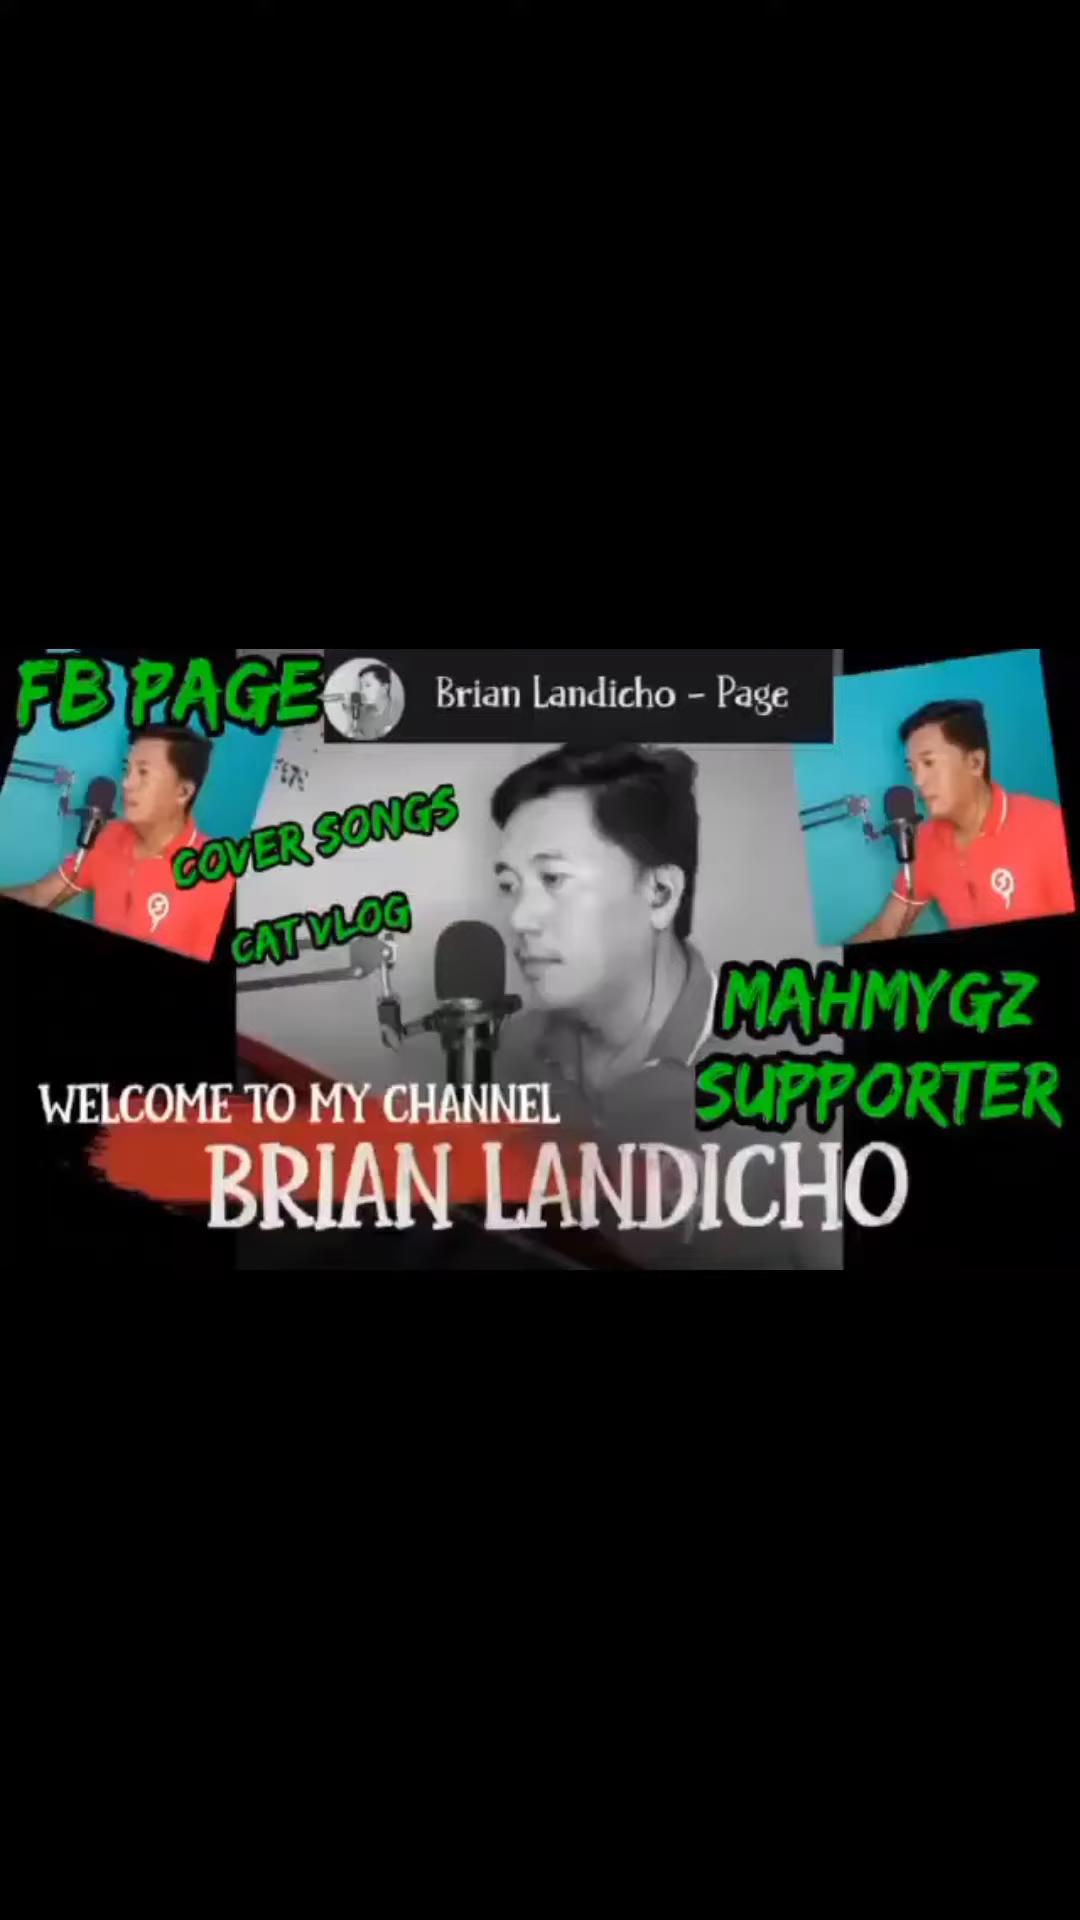 FB PAGE
Brian Landicho - Page
COVER SONGS
CAT VLOG
MAHMYGZ
SUPPORTER
WELCOME TO MY CHANNEL
BRIAN LANDICHO